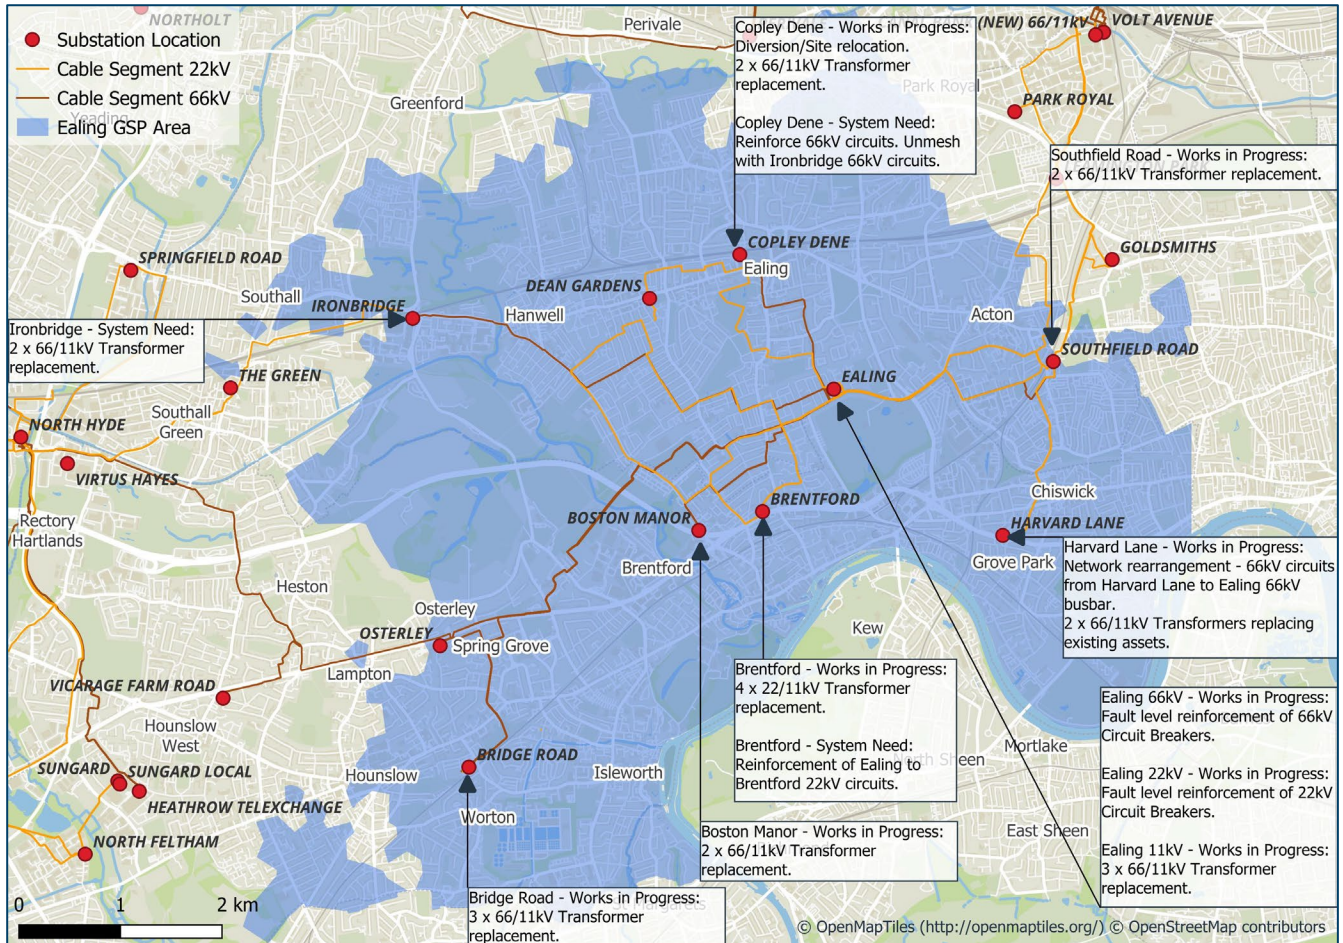 NORTHOLT
Substation Location
Cable Segment 22kV
Cable Segment 66kV
Yeading
Ealing GSP Area
Greenford
Perivale
Copley Dene - Works in Progress:
Diversion/Site relocation.
2 x 66/11kV Transformer
replacement.
Copley Dene - System Need:
Reinforce 66kV circuits. Unmesh
with Ironbridge 66kV circuits.
(NEW) 66/11kV
VOLT AVENUE
Park Royal
PARK ROYAL
Southfield Road - Works in Progress:
2 x 66/11kV Transformer replacement.
GOLDSMITHS
SPRINGFIELD ROAD
Southall
IRONBRIDGE
Hanwell
DEAN GARDENS
COPLEY DENE
Ealing
Acton
Ironbridge - System Need:
2 x 66/11kV Transformer
replacement.
SOUTHFIELD ROAD
THE GREEN
EALING
Southall
Green
NORTH HYDE
VIRTUS HAYES
Rectory
Hartlands
Chiswick
BRENTFORD
BOSTON MANOR
HARVARD LANE
Brentford
Grove Park
Harvard Lane - Works in Progress:
Network rearrangement - 66kV circuits
from Harvard Lane to Ealing 66kV
busbar.
2 x 66/11kV Transformers replacing
existing assets.
Heston
Osterley
OSTERLEY
Spring Grove
Kew
Lampton
VICARAGE FARM ROAD
Hounslow
West
Brentford - Works in Progress:
4 x 22/11kV Transformer
replacement.
Brentford - System Need:
Reinforcement of Ealing to
Brentford 22kV circuits.
North Sheen
Mortlake
Ealing 66kV - Works in Progress:
Fault level reinforcement of 66kV
Circuit Breakers.
Ealing 22kV - Works in Progress:
Fault level reinforcement of 22kV
Circuit Breakers.
Ealing 11kV - Works in Progress:
3 x 66/11kV Transformer
replacement.
BRIDGE ROAD
SUNGARD
SUNGARD LOCAL
HEATHROW TELEXCHANGE
Hounslow
Isleworth
Worton
East Sheen
Boston Manor - Works in Progress:
2 x 66/11kV Transformer
replacement.
NORTH FELTHAM
Bridge Road - Works in Progress:
3 x 66/11kV Transformer
replacement.
St Margarets
0 1 2 km
© OpenMapTiles (http://openmaptiles.org/) © OpenStreetMap contributors